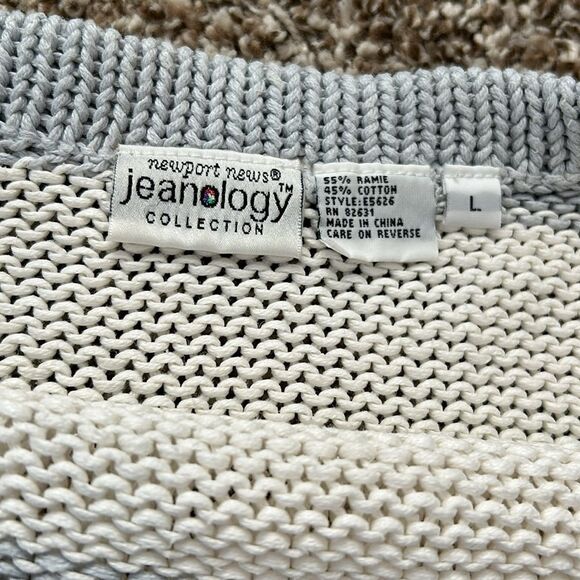 newport news®
jeanology™
COLLECTION
55% RAMIE
45% COTTON
STYLE:E5626
RN 82631
MADE IN CHINA
CARE ON REVERSE
L